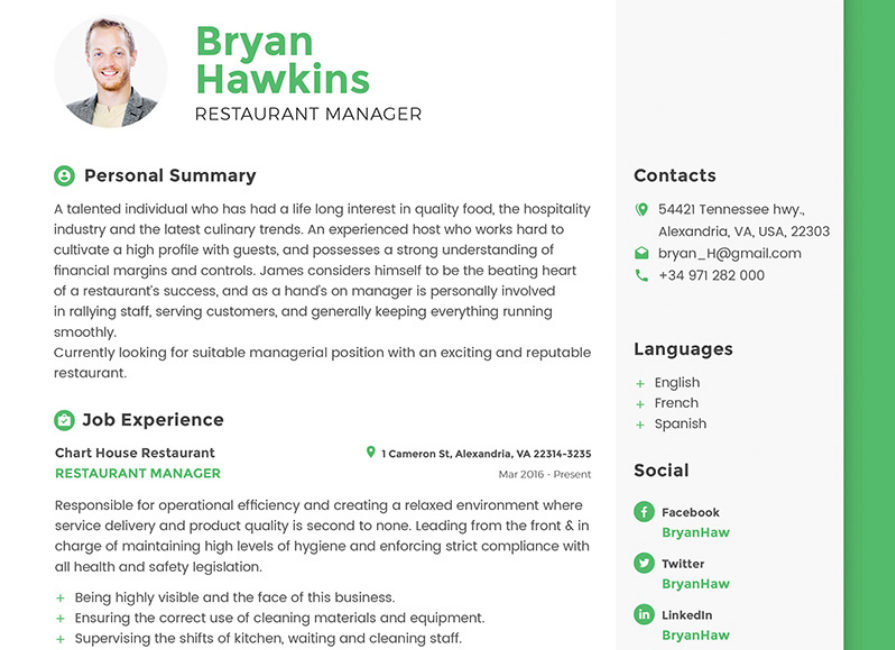 Bryan
Hawkins
RESTAURANT MANAGER
Personal Summary
A talented individual who has had a life long interest in quality food, the hospitality
industry and the latest culinary trends. An experienced host who works hard to
cultivate a high profile with guests, and possesses a strong understanding of
financial margins and controls. James considers himself to be the beating heart
of a restaurant's success, and as a hand's on manager is personally involved
in rallying staff, serving customers, and generally keeping everything running
smoothly.
Currently looking for suitable managerial position with an exciting and reputable
restaurant.
Job Experience
Chart House Restaurant
1 Cameron St, Alexandria, VA 22314-3235
RESTAURANT MANAGER
Mar 2016 - Present
Responsible for operational efficiency and creating a relaxed environment where
service delivery and product quality is second to none. Leading from the front & in
charge of maintaining high levels of hygiene and enforcing strict compliance with
all health and safety legislation.
+ Being highly visible and the face of this business.
+ Ensuring the correct use of cleaning materials and equipment.
+ Supervising the shifts of kitchen, waiting and cleaning staff.
Contacts
54421 Tennessee hwy.,
Alexandria, VA, USA, 22303
bryan_H@gmail.com
+34 971 282 000
Languages
+ English
+ French
+ Spanish
Social
Facebook
BryanHaw
Twitter
BryanHaw
LinkedIn
BryanHaw